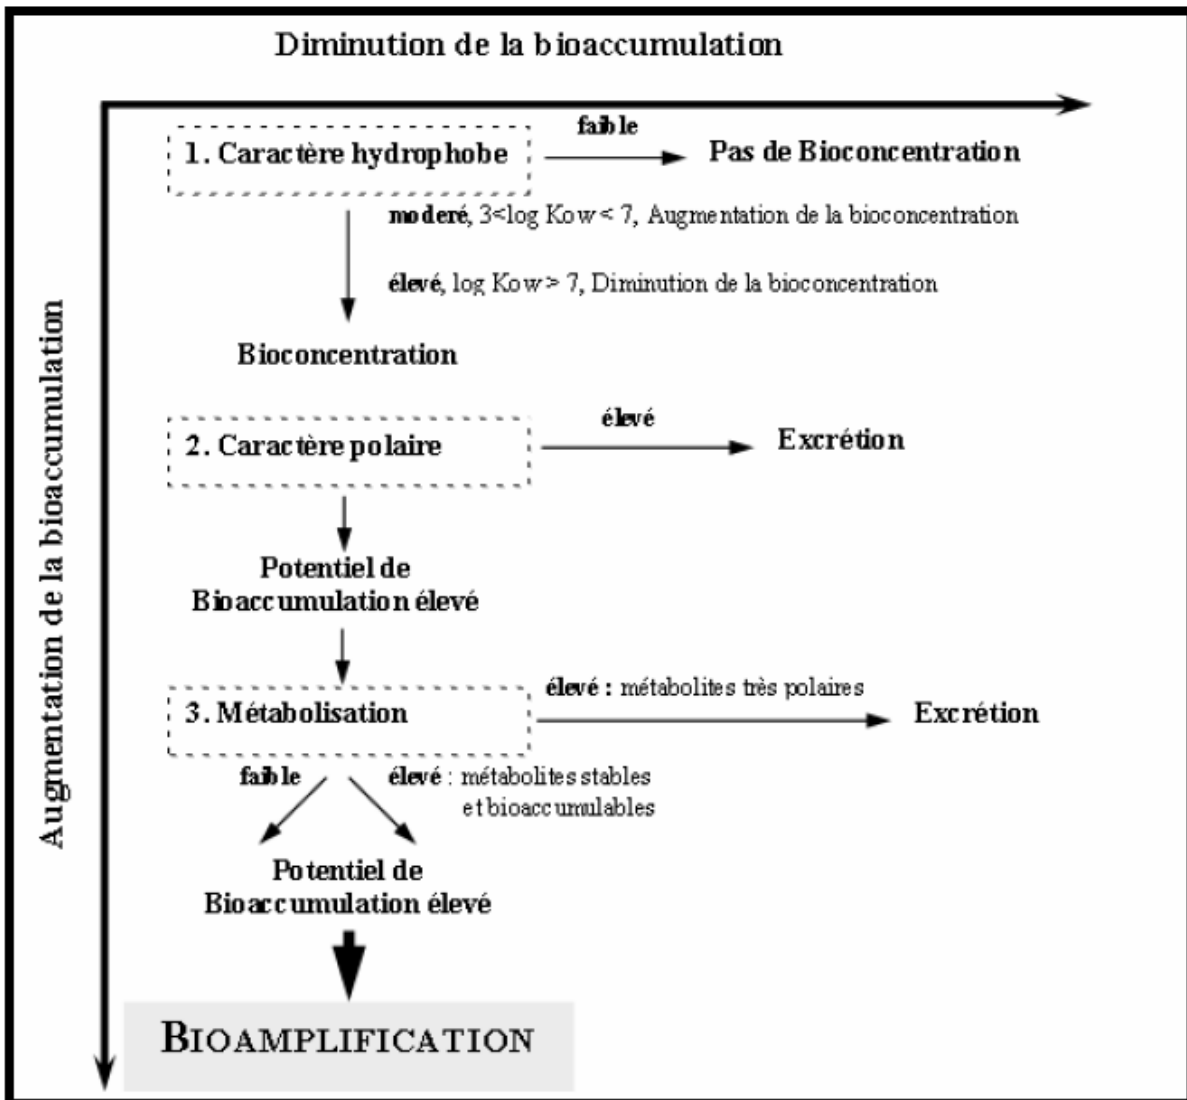 Diminution de la bioaccumulation
Augmentation de la bioaccumulation
faible
1. Caractère hydrophobe
Pas de Bioconcentration
moderé, 3<log Kow < 7, Augmentation de la bioconcentration
élevé, log Kow > 7, Diminution de la bioconcentration
Bioconcentration
élevé
2. Caractère polaire
Excrétion
Potentiel de
Bioaccumulation élevé
élevé : métabolites très polaires
3. Métabolisation
Excrétion
faible
élevé : métabolites stables
et bioaccumulables
Potentiel de
Bioaccumulation élevé
BIOAMPLIFICATION